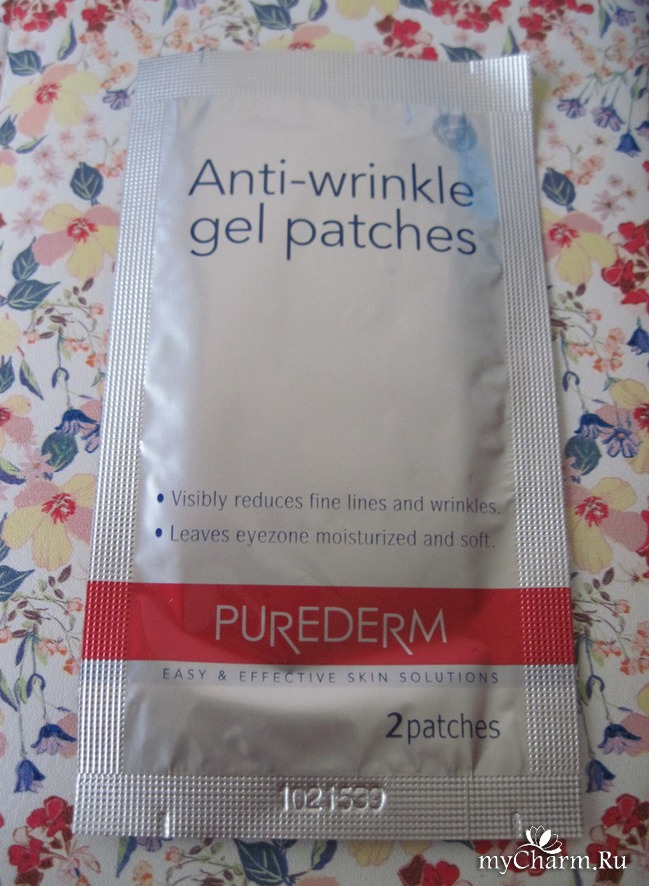 Anti-wrinkle
gel patches
• Visibly reduces fine lines and wrinkles.
• Leaves eyezone moisturized and soft.
PUREDERM
EASY & EFFECTIVE SKIN SOLUTIONS
2patches
1021539
myCharm.Ru